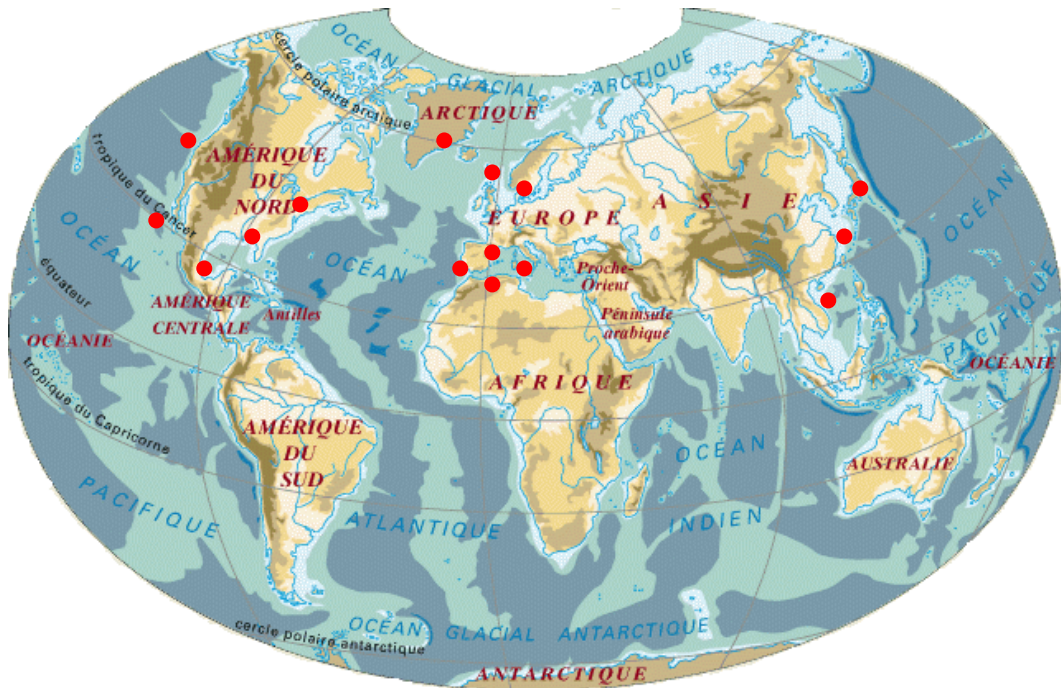 OCÉAN
GLACIAL
ARCTIQUE
cercle polaire arctique
ARCTIQUE
tropique du Cancer
AMÉRIQUE
DU
NORD
EUROPE
ASIE
OCÉAN
PACIFIQUE
OCÉAN
équateur
OCÉAN
Proche-
Orient
AMÉRIQUE
CENTRALE
Antilles
Péninsule
arabique
OCÉANIE
OCÉANIE
tropique du Capricorne
AFRIQUE
AMÉRIQUE
DU
SUD
OCÉAN
INDIEN
AUSTRALIE
PACIFIQUE
ATLANTIQUE
cercle polaire antarctique
OCÉAN GLACIAL ANTARCTIQUE
ANTARCTIQUE